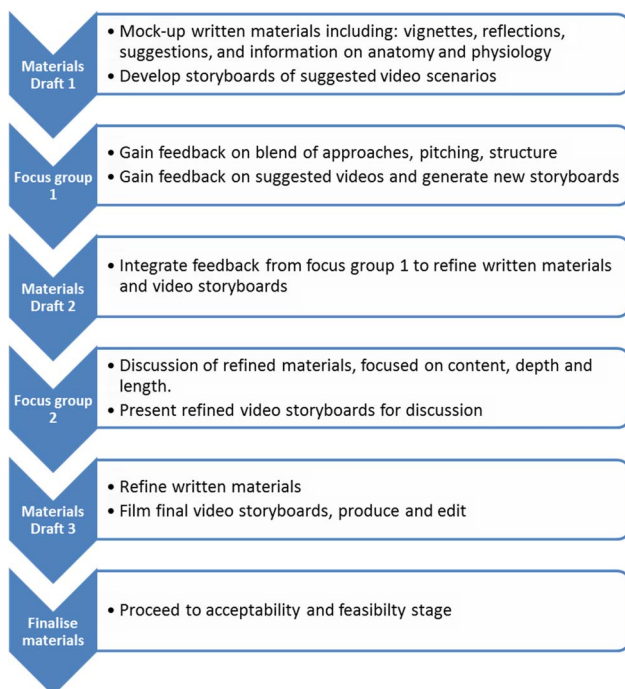 Materials
Draft 1
• Mock-up written materials including: vignettes, reflections,
suggestions, and information on anatomy and physiology
• Develop storyboards of suggested video scenarios
Focus group
1
• Gain feedback on blend of approaches, pitching, structure
• Gain feedback on suggested videos and generate new storyboards
Materials
Draft 2
• Integrate feedback from focus group 1 to refine written materials
and video storyboards
Focus group
2
• Discussion of refined materials, focused on content, depth and
length.
• Present refined video storyboards for discussion
Materials
Draft 3
• Refine written materials
• Film final video storyboards, produce and edit
Finalise
materials
• Proceed to acceptability and feasibilty stage